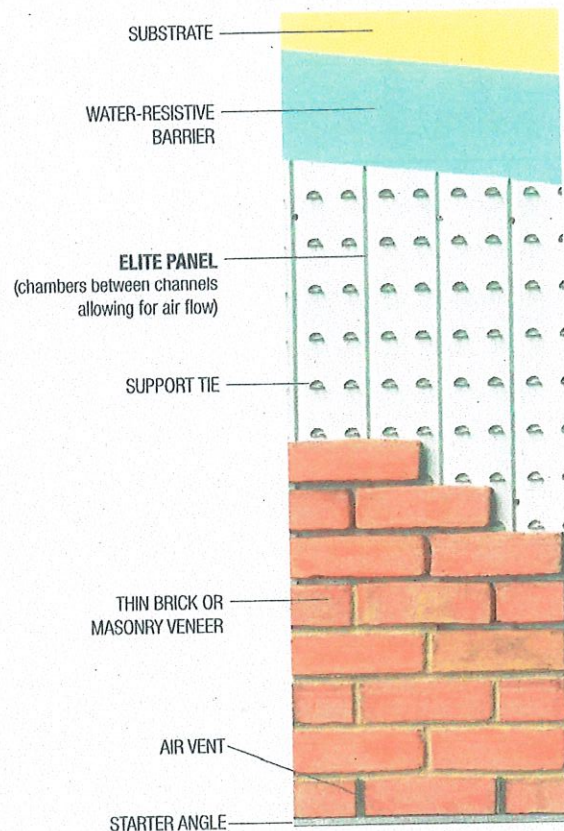 SUBSTRATE
WATER-RESISTIVE
BARRIER
ELITE PANEL
(chambers between channels
allowing for air flow)
SUPPORT TIE
THIN BRICK OR
MASONRY VENEER
AIR VENT
STARTER ANGLE